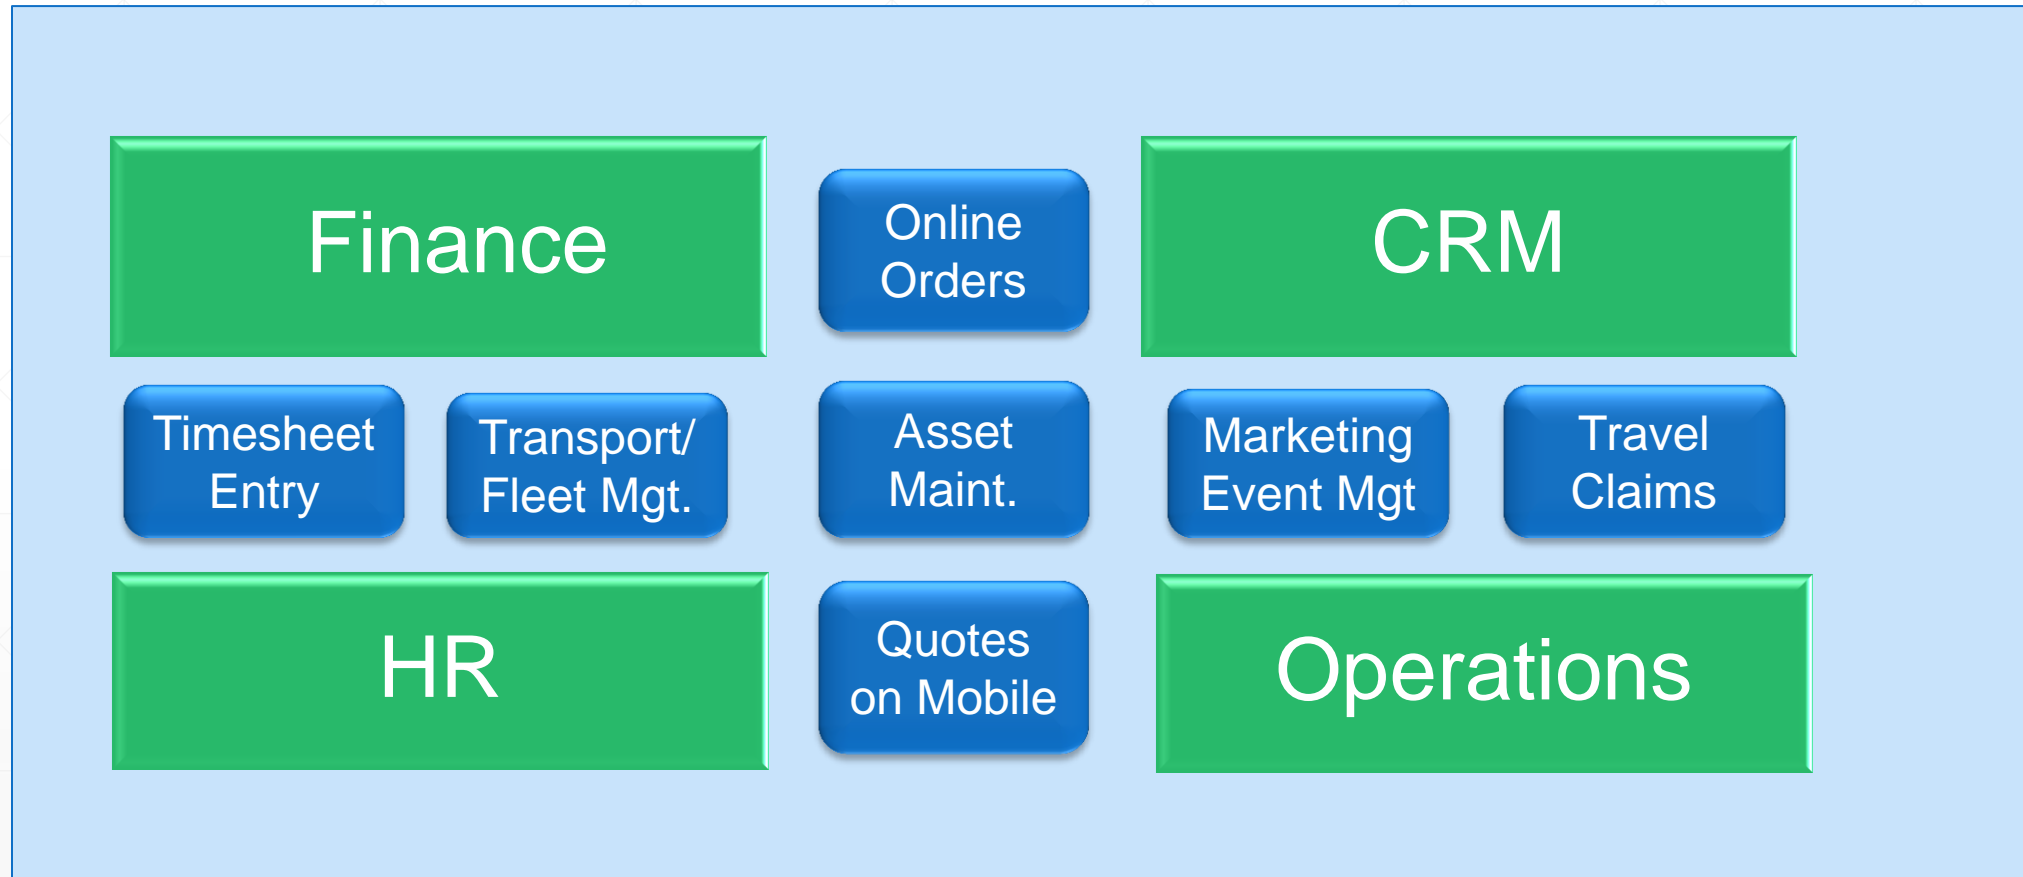 Finance
Online
Orders
CRM
Timesheet
Entry
Transport/
Fleet Mgt.
Asset
Maint.
Marketing
Event Mgt
Travel
Claims
HR
Quotes
on Mobile
Operations